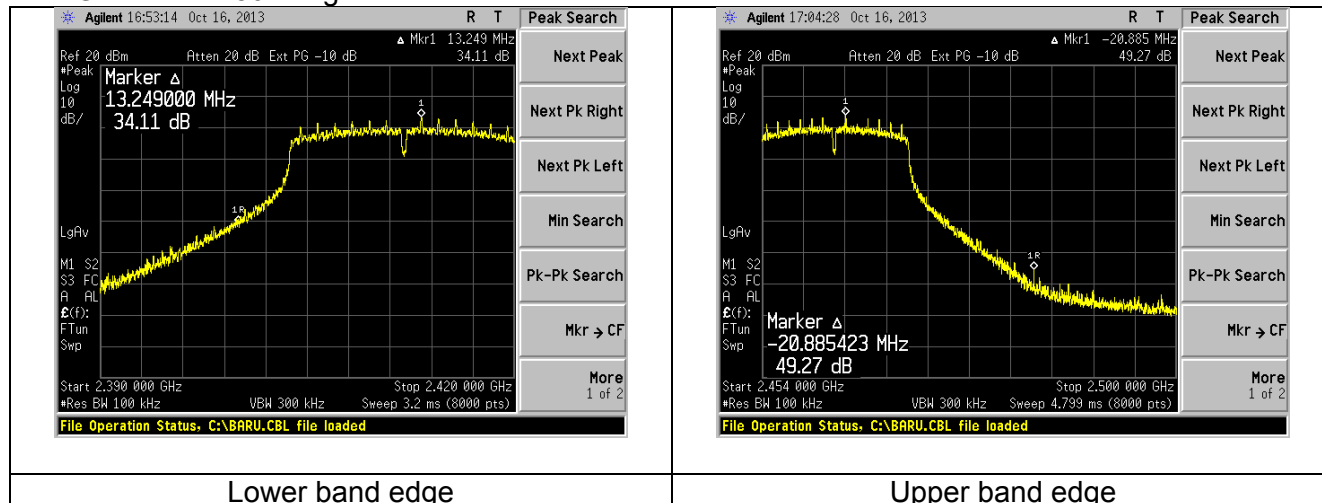 Agilent 16:53:14 Oct 16, 2013 R T Peak Search
Δ Mkr1 13.249 MHz
Ref 20 dBm Atten 20 dB Ext PG -10 dB 34.11 dB
#Peak
Log
10
dB/
Marker Δ
13.249000 MHz
34.11 dB
1
1R
LgAv
M1 S2
S3 FC
A AL
£(f):
FTun
Swp
Start 2.390 000 GHz Stop 2.420 000 GHz
#Res BW 100 kHz VBW 300 kHz Sweep 3.2 ms (8000 pts)
File Operation Status, C:\BARU.CBL file loaded
Next Peak
Next Pk Right
Next Pk Left
Min Search
Pk-Pk Search
Mkr → CF
More
1 of 2
Lower band edge
Agilent 17:04:28 Oct 16, 2013 R T Peak Search
Δ Mkr1 -20.885 MHz
Ref 20 dBm Atten 20 dB Ext PG -10 dB 49.27 dB
#Peak
Log
10
dB/
1
1R
LgAv
M1 S2
S3 FC
A AL
£(f):
FTun
Swp
Marker Δ
-20.885423 MHz
49.27 dB
Start 2.454 000 GHz Stop 2.500 000 GHz
#Res BW 100 kHz VBW 300 kHz Sweep 4.799 ms (8000 pts)
File Operation Status, C:\BARU.CBL file loaded
Next Peak
Next Pk Right
Next Pk Left
Min Search
Pk-Pk Search
Mkr → CF
More
1 of 2
Upper band edge